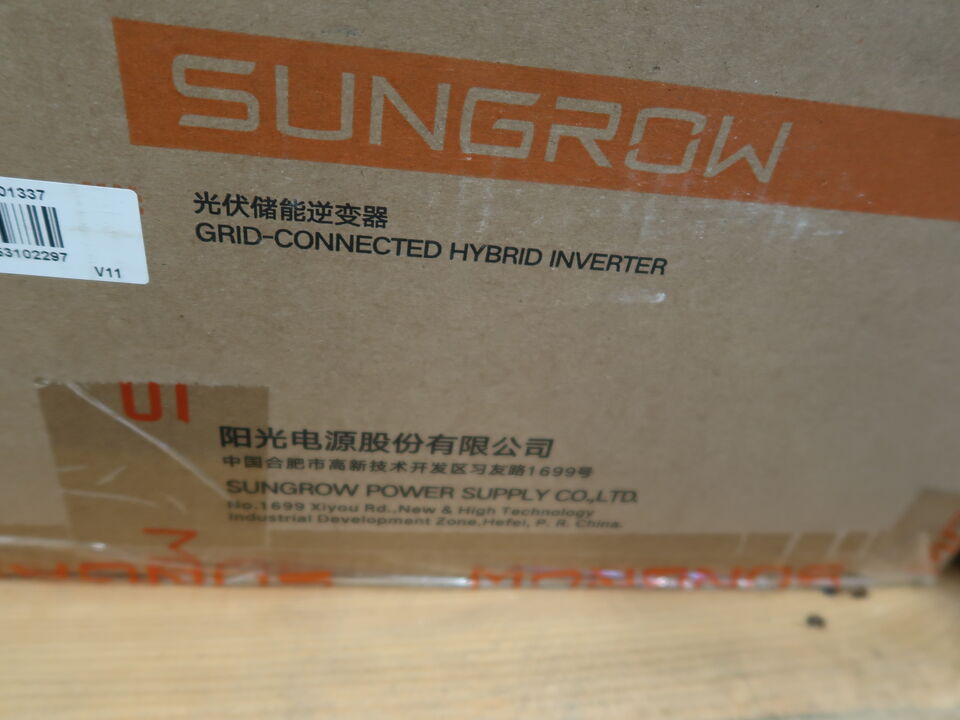 SUNGROW
01337
53102297
V11
光伏储能逆变器
GRID-CONNECTED HYBRID INVERTER
阳光电源股份有限公司
中国合肥市高新技术开发区习友路1699号
SUNGROW POWER SUPPLY CO.,LTD.
No.1699 Xiyou Rd.,New & High Technology
Industrial Development Zone,Hefei, P. R. China.
SUNGROW